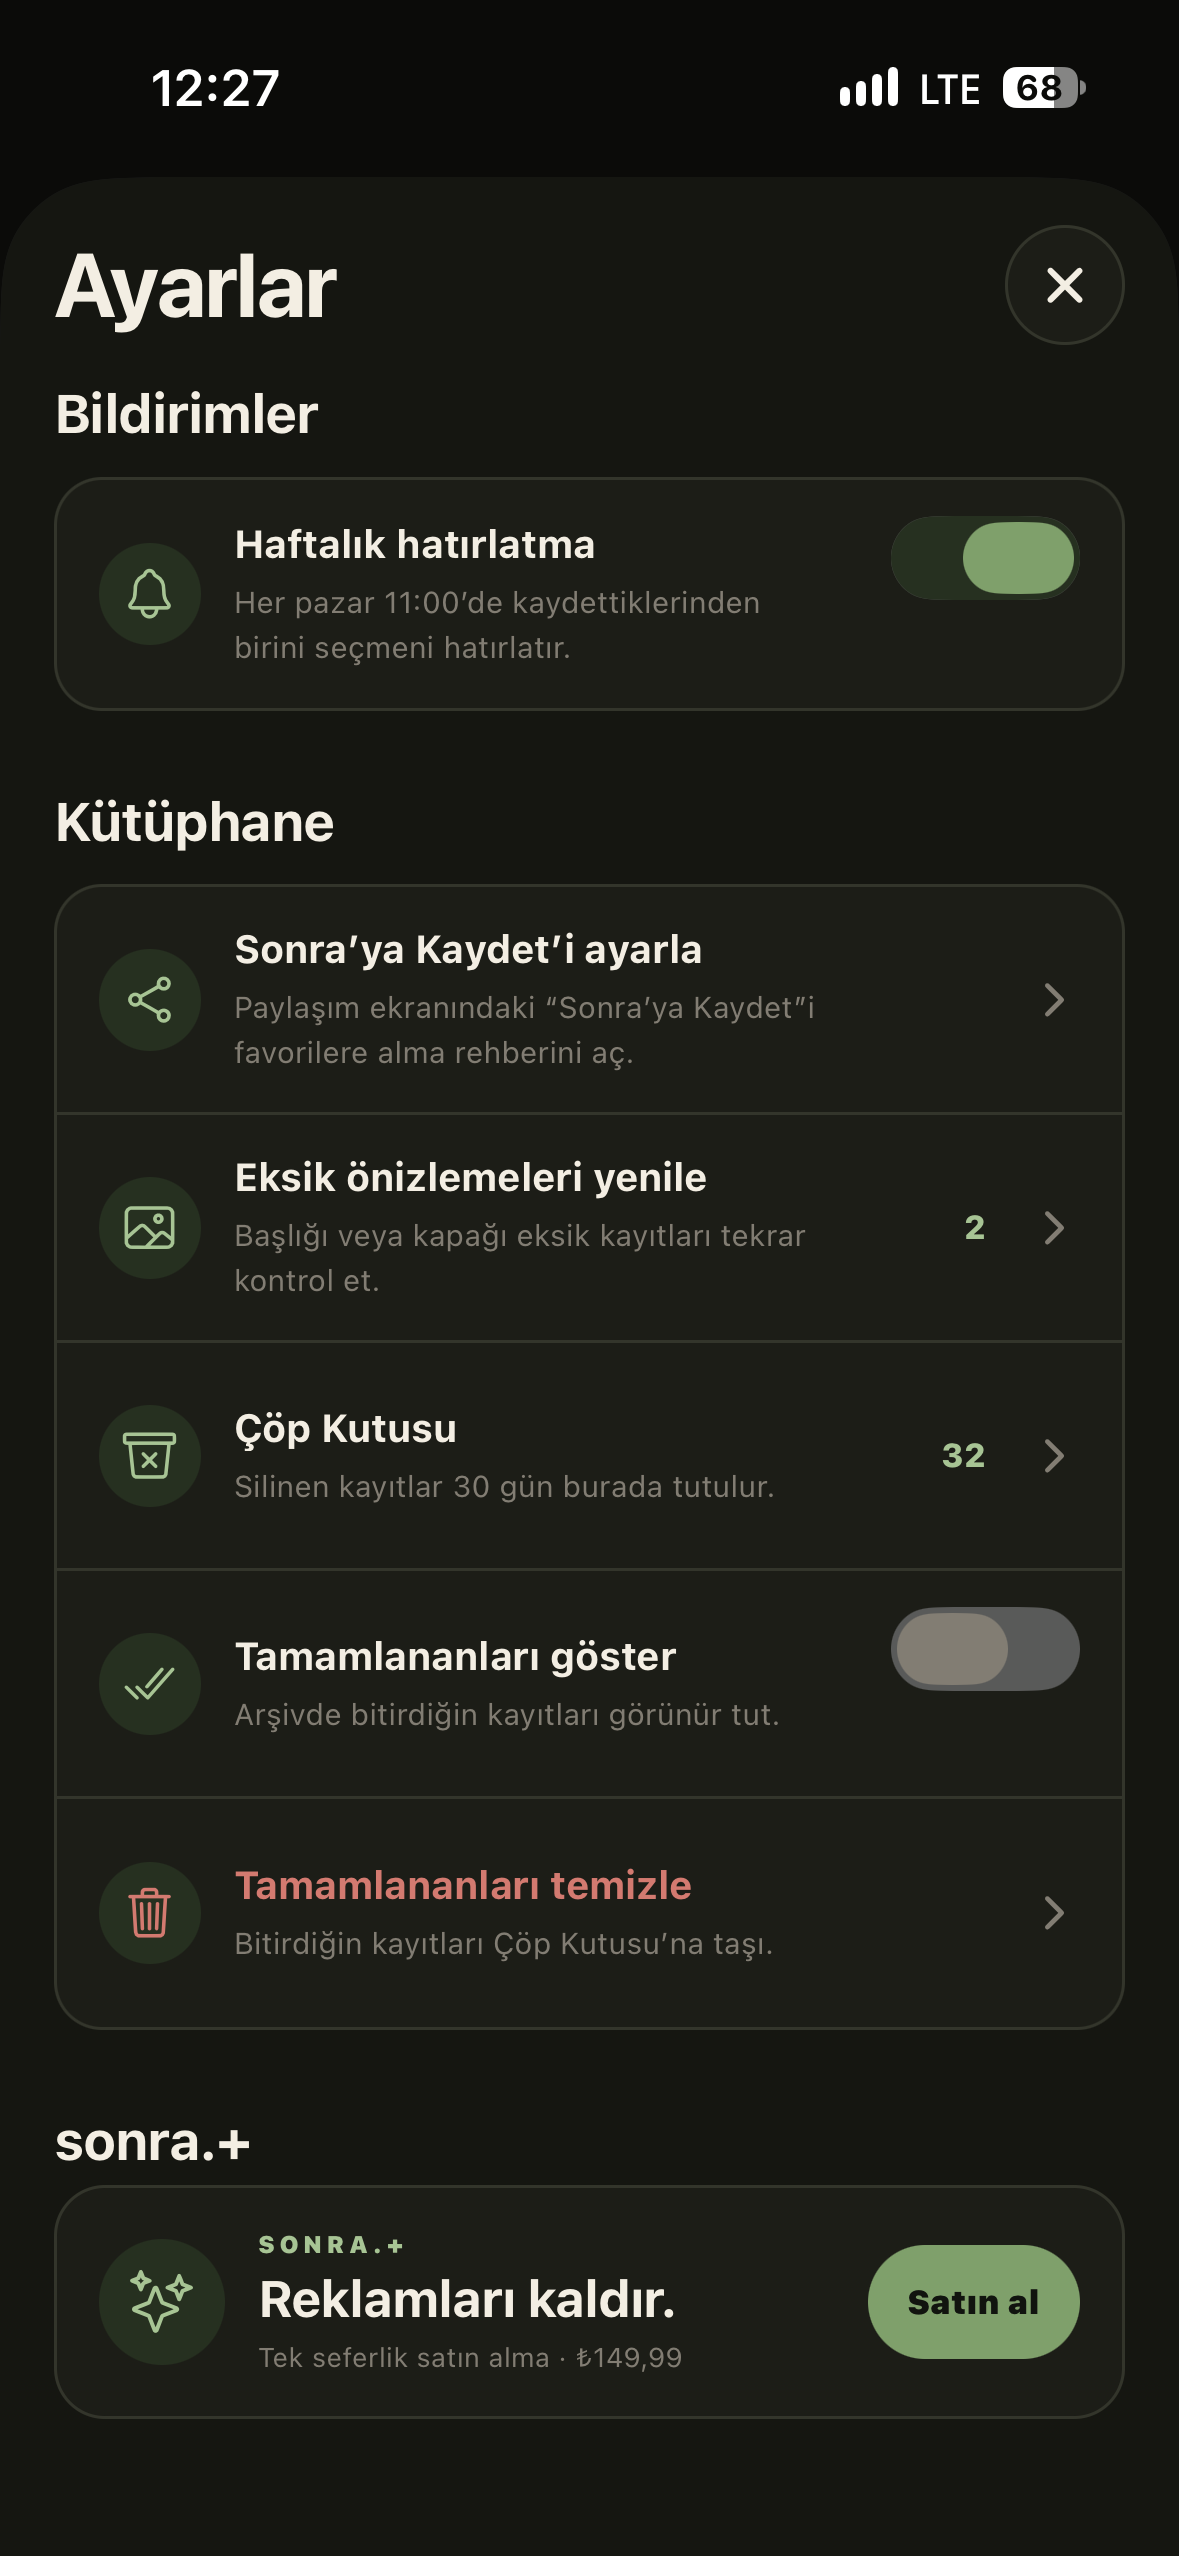 12:27
LTE 68
Ayarlar
Bildirimler
Haftalık hatırlatma
Her pazar 11:00’de kaydettiklerinden
birini seçmeni hatırlatır.
Kütüphane
Sonra’ya Kaydet’i ayarla
Paylaşım ekranındaki “Sonra’ya Kaydet”i
favorilere alma rehberini aç.
Eksik önizlemeleri yenile
Başlığı veya kapağı eksik kayıtları tekrar
kontrol et.
2
Çöp Kutusu
Silinen kayıtlar 30 gün burada tutulur.
32
Tamamlananları göster
Arşivde bitirdiğin kayıtları görünür tut.
Tamamlananları temizle
Bitirdiğin kayıtları Çöp Kutusu’na taşı.
sonra.+
SONRA.+
Reklamları kaldır.
Tek seferlik satın alma · ₺149,99
Satın al